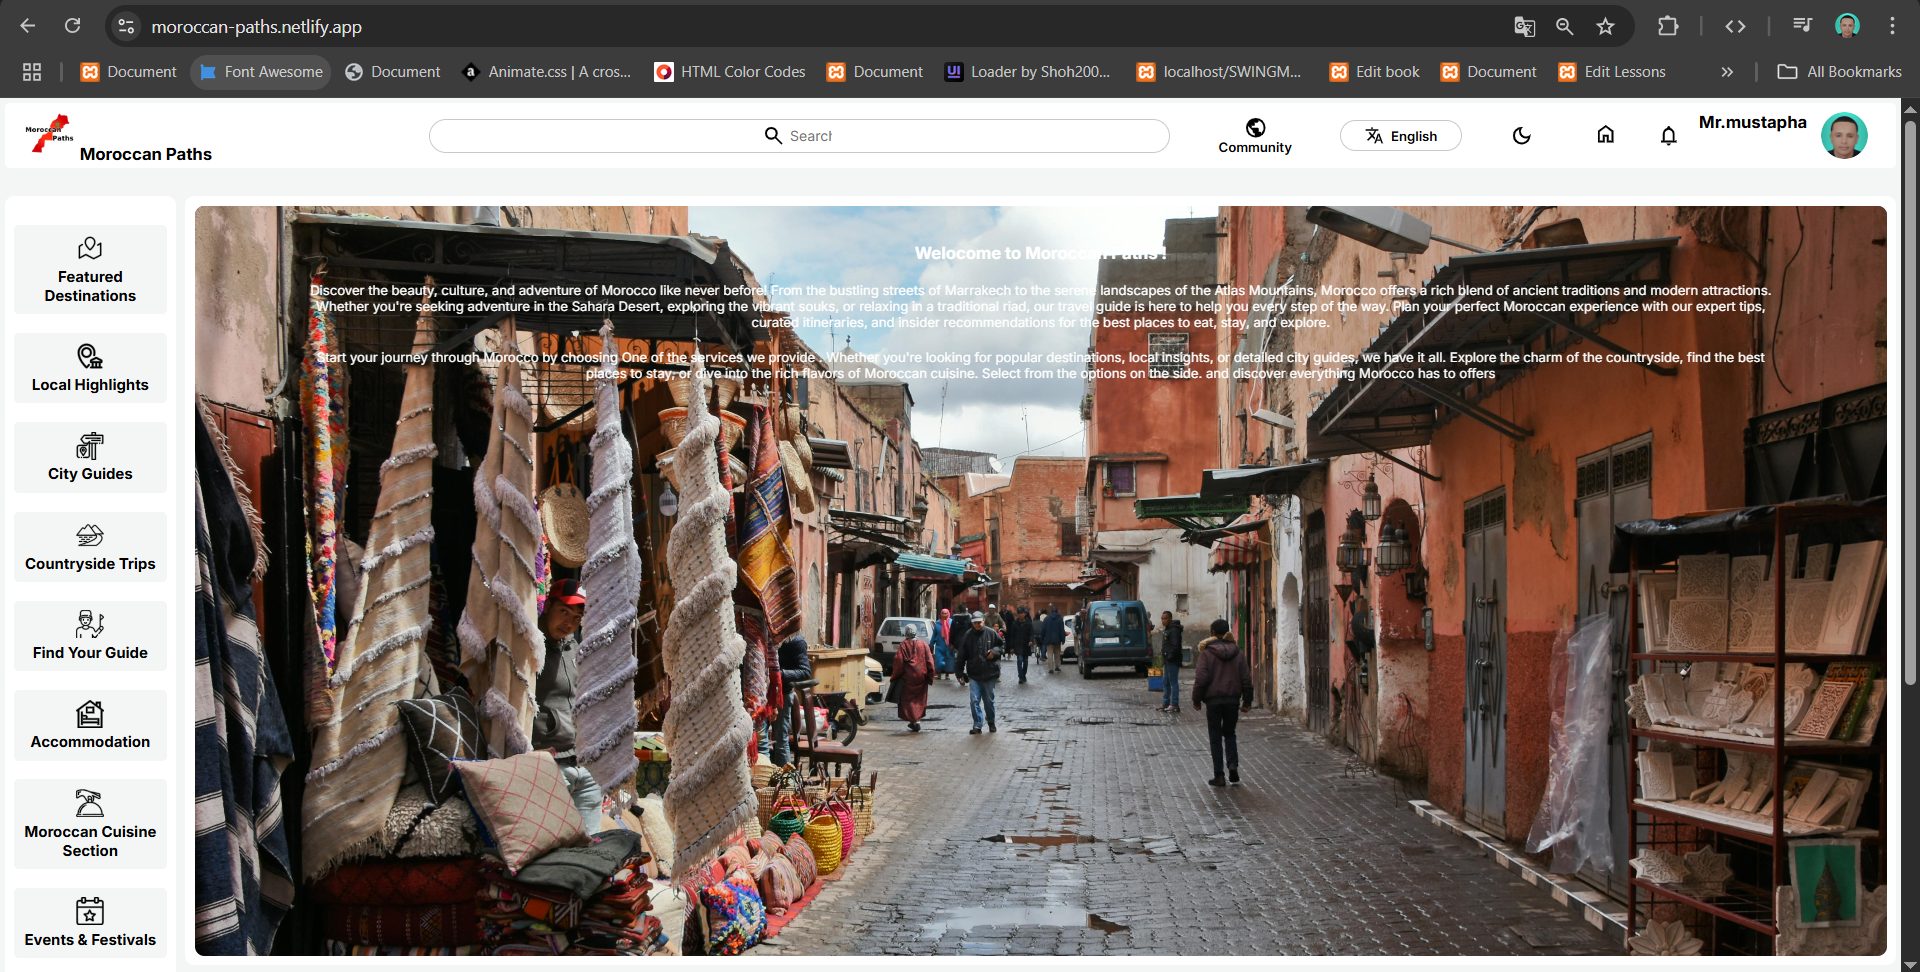 moroccan-paths.netlify.app
Document
Font Awesome
Document
Animate.css | A cros...
HTML Color Codes
Document
Loader by Shoh200...
localhost/SWINGM...
Edit book
Document
Edit Lessons
All Bookmarks
Moroccan
Paths
Moroccan Paths
Search
Community
English
Mr.mustapha
Featured
Destinations
Local Highlights
City Guides
Countryside Trips
Find Your Guide
Accommodation
Moroccan Cuisine
Section
Events & Festivals
Welocome to Moroccan Paths !
Discover the beauty, culture, and adventure of Morocco like never before! From the bustling streets of Marrakech to the serene landscapes of the Atlas Mountains, Morocco offers a rich blend of ancient traditions and modern attractions.
Whether you're seeking adventure in the Sahara Desert, exploring the vibrant souks, or relaxing in a traditional riad, our travel guide is here to help you every step of the way. Plan your perfect Moroccan experience with our expert tips,
curated itineraries, and insider recommendations for the best places to eat, stay, and explore.
Start your journey through Morocco by choosing One of the services we provide . Whether you're looking for popular destinations, local insights, or detailed city guides, we have it all. Explore the charm of the countryside, find the best
places to stay, or dive into the rich flavors of Moroccan cuisine. Select from the options on the side. and discover everything Morocco has to offers